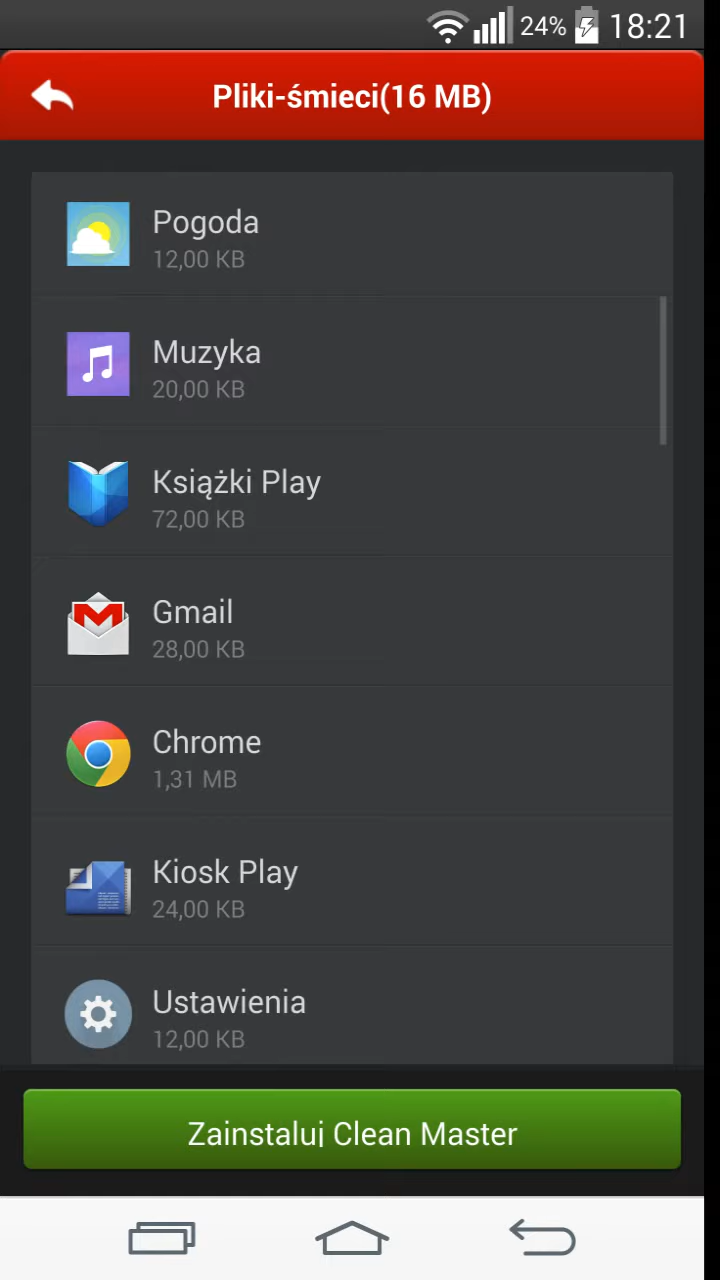 24% 18:21
Pliki-śmieci(16 MB)
Pogoda
12,00 KB
Muzyka
20,00 KB
Książki Play
72,00 KB
Gmail
28,00 KB
Chrome
1,31 MB
Kiosk Play
24,00 KB
Ustawienia
12,00 KB
Zainstaluj Clean Master